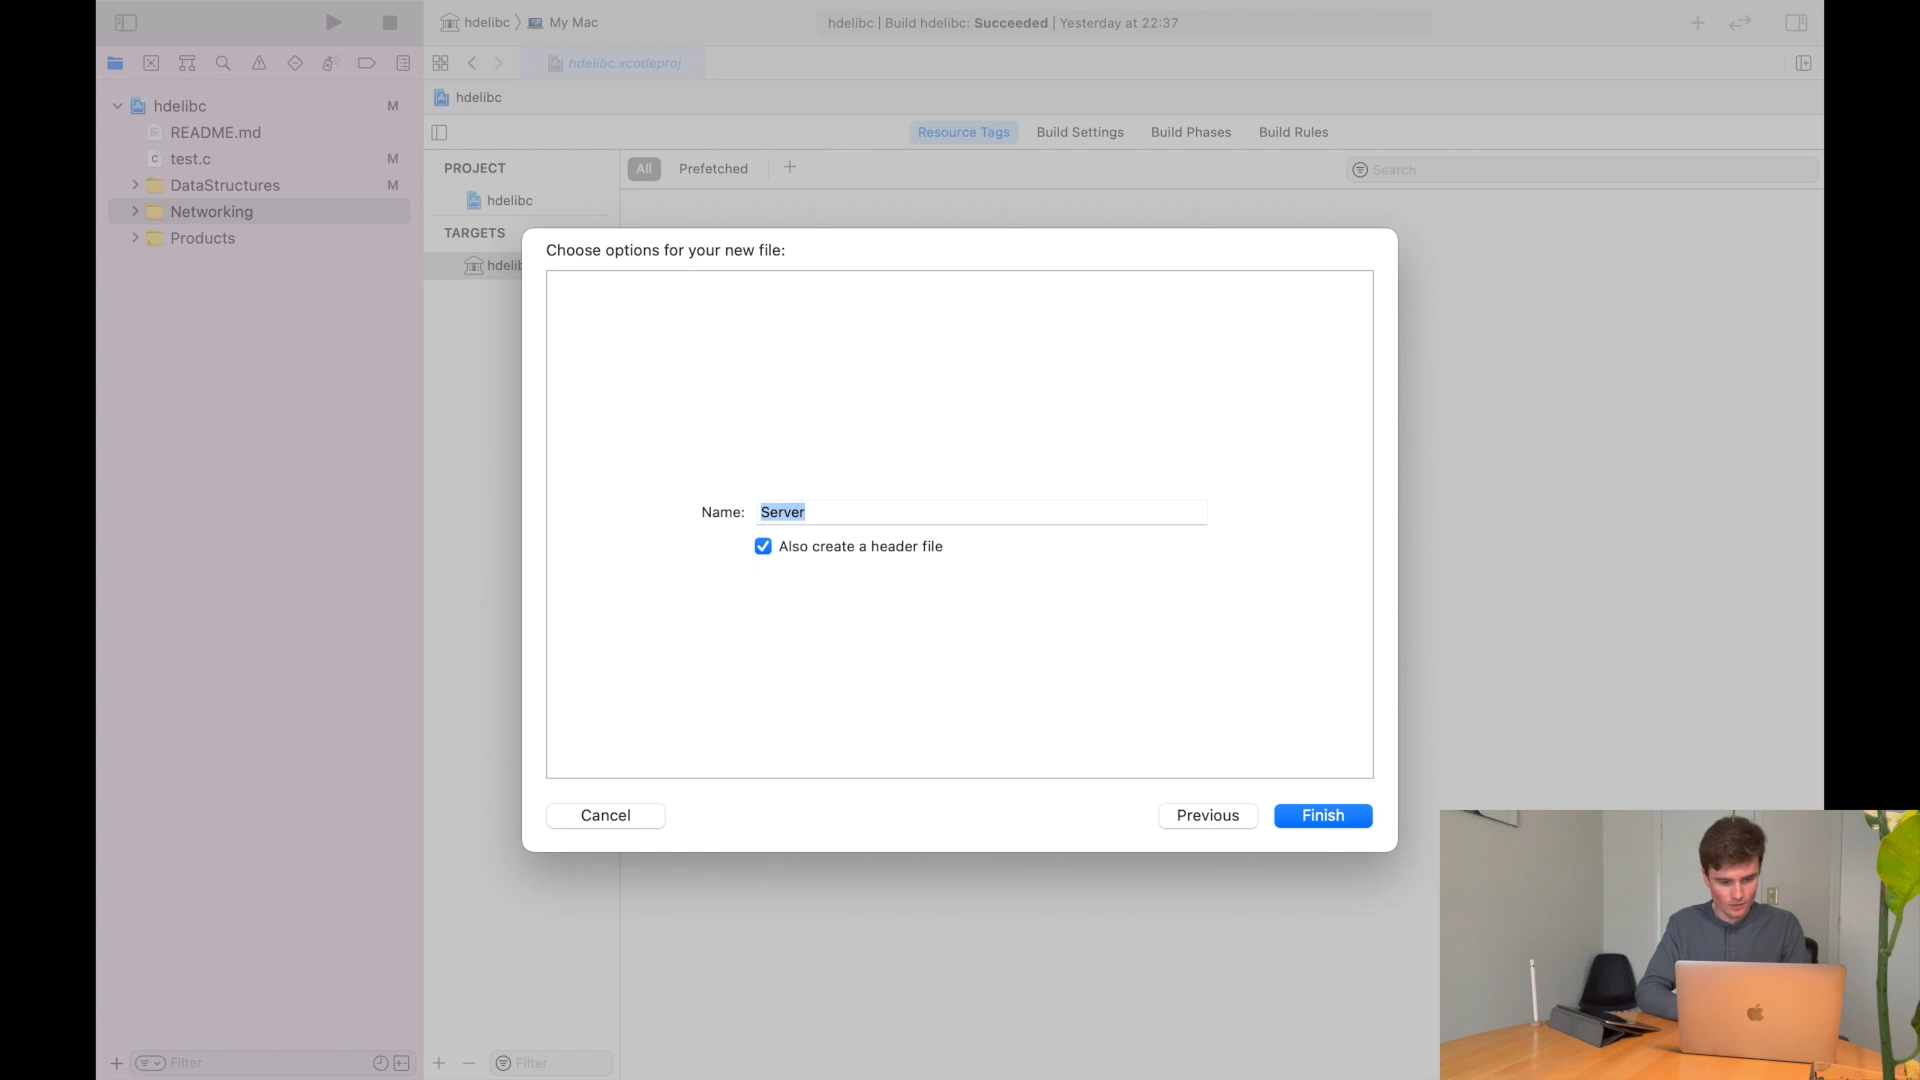 hdelibc
My Mac
hdelibc | Build hdelibc: Succeeded | Yesterday at 22:37
hdelibc.xcodeproj
hdelibc M
hdelibc
README.md
Resource Tags
Build Settings
Build Phases
Build Rules
test.c M
PROJECT
All
Prefetched
Search
DataStructures M
hdelibc
Networking
TARGETS
Products
hdelib
Choose options for your new file:
Name: Server
Also create a header file
Cancel
Previous
Finish
Filter
Filter